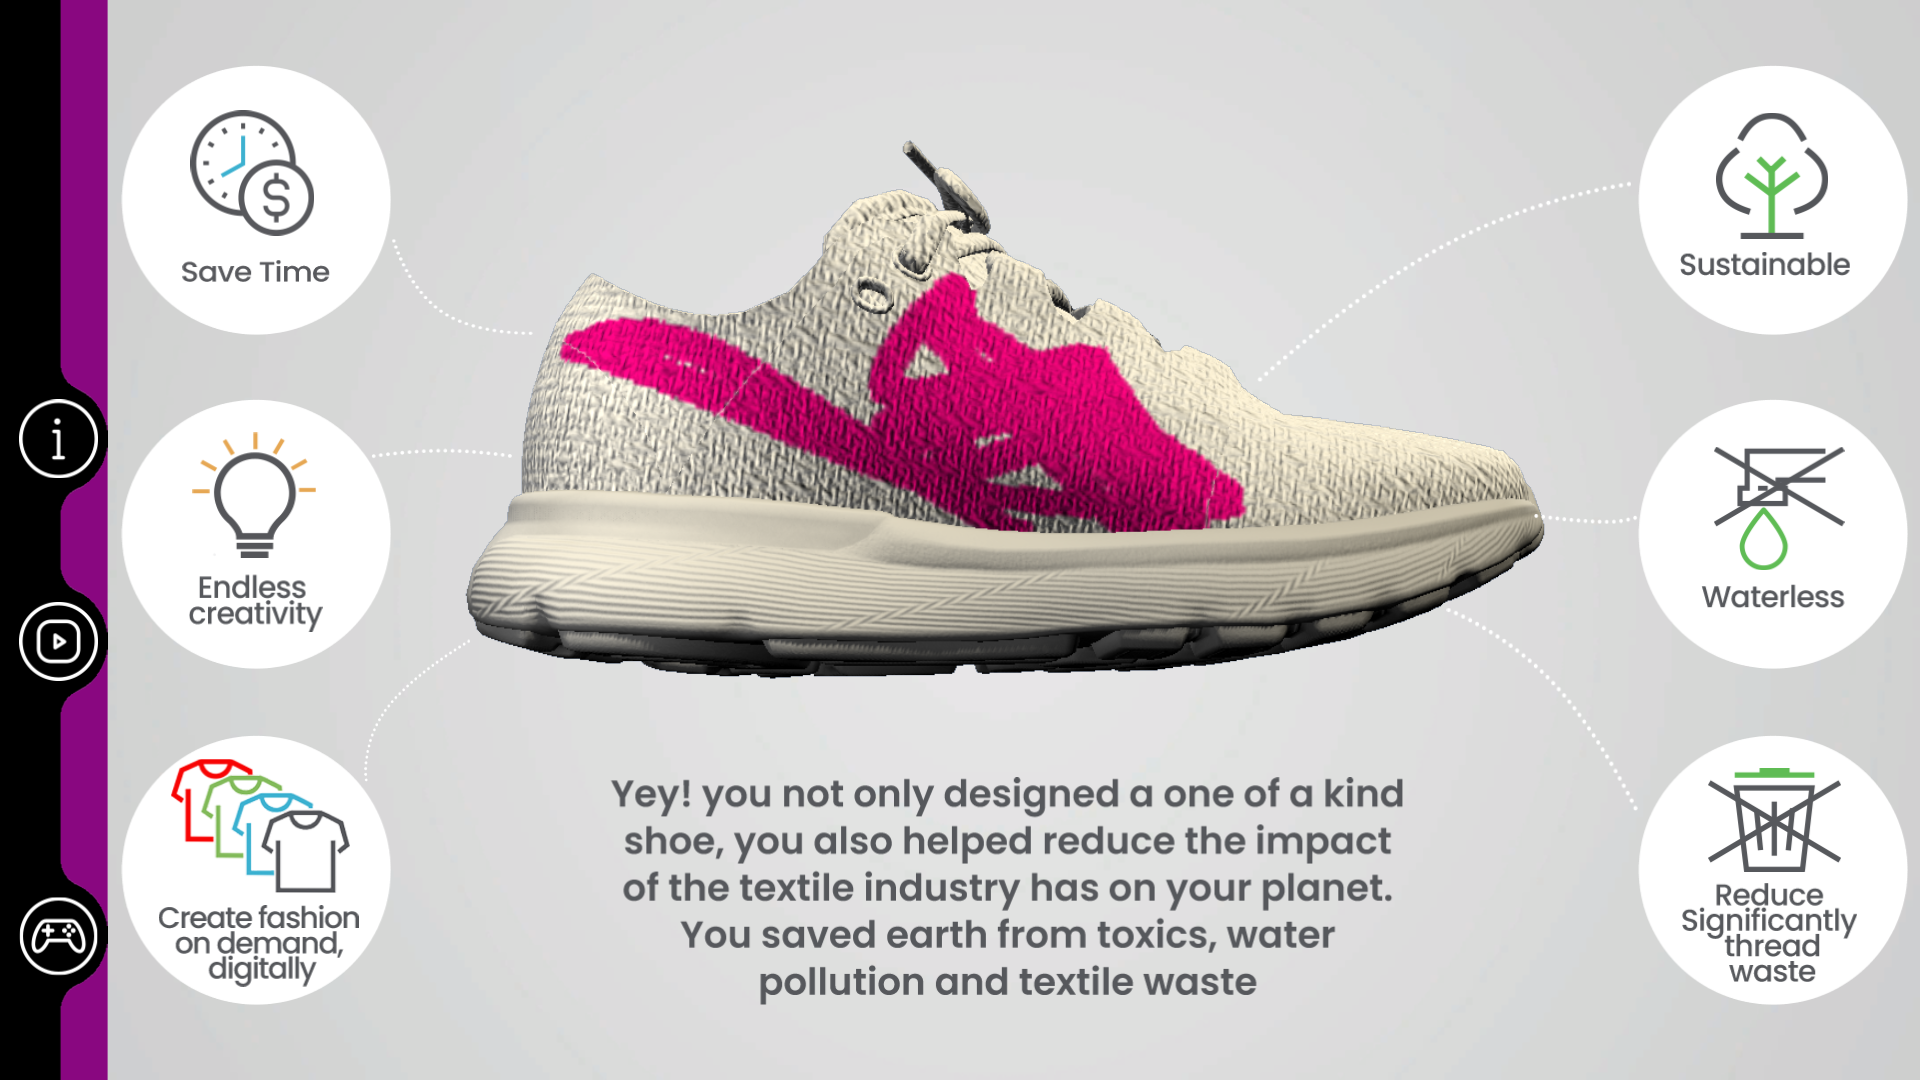 Save Time
Endless
creativity
Create fashion
on demand,
digitally
Sustainable
Waterless
Reduce
Significantly
thread
waste
Yey! you not only designed a one of a kind
shoe, you also helped reduce the impact
of the textile industry has on your planet.
You saved earth from toxics, water
pollution and textile waste